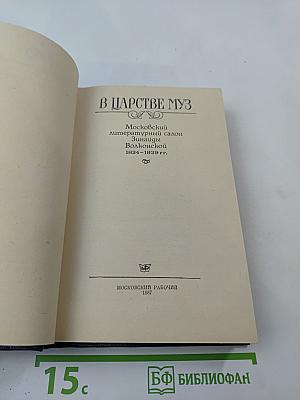 В ЦАРСТВЕ МУЗ
Московский
литературный салон
Зинаиды
Волконской
1824–1829 гг.
МОСКОВСКИЙ РАБОЧИЙ
1987
15с
БФ БИБЛИОФАН